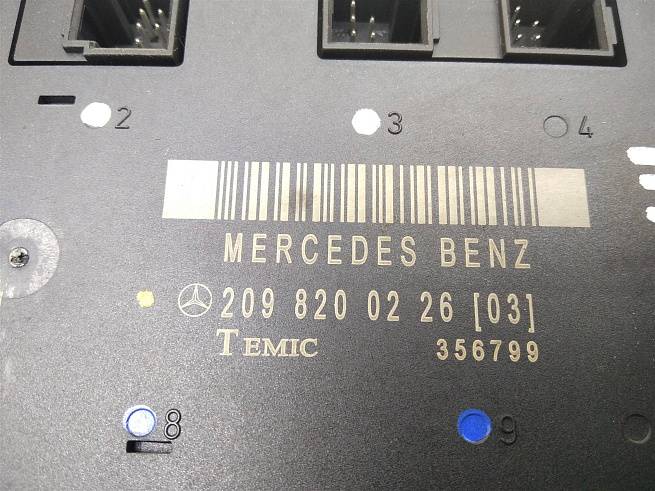 2 3 4
MERCEDES BENZ
209 820 02 26 [03]
TEMIC 356799
8 9